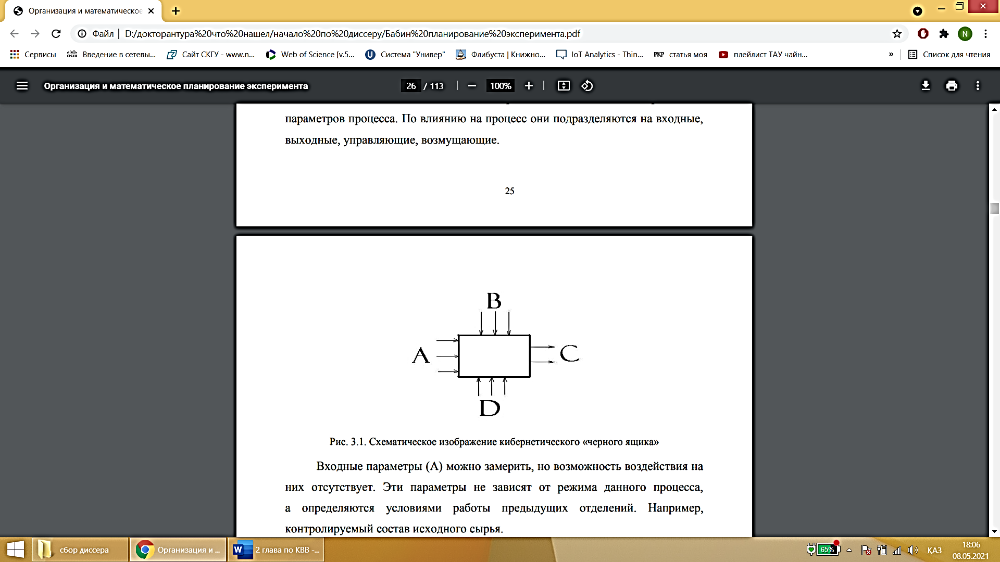 Организация и математическое
Файл | D:/докторантура%20что%20нашел/начало%20по%20диссеру/Бабин%20планирование%20эксперимента.pdf
N
Сервисы
cisco Введение в сетевы...
Сайт СКГУ - www.n...
Web of Science [v.5...
U Система "Универ"
Флибуста | Книжно...
IoT Analytics - Thin...
РКР статья моя
плейлист ТАУ чайн...
»
Список для чтения
Организация и математическое планирование эксперимента
26 / 113
100%
параметров процесса. По влиянию на процесс они подразделяются на входные,
выходные, управляющие, возмущающие.
25
B
A
C
D
Рис. 3.1. Схематическое изображение кибернетического «черного ящика»
Входные параметры (А) можно замерить, но возможность воздействия на
них отсутствует. Эти параметры не зависят от режима данного процесса,
а определяются условиями работы предыдущих отделений. Например,
контролируемый состав исходного сырья.
сбор диссера
Организация и ...
W 2 глава по КВВ -...
65%
ҚАЗ
18:06
08.05.2021